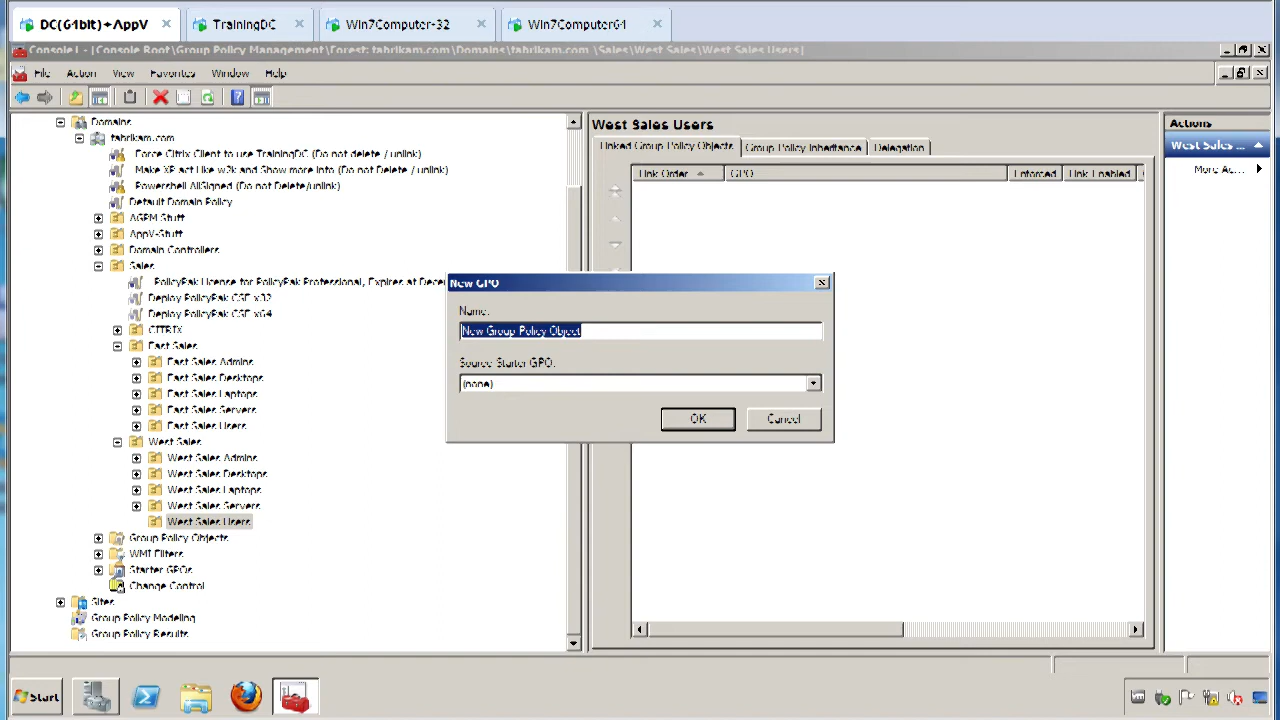 DC(64bit)+AppV
TrainingDC
Win7Computer-32
Win7Computer64
Console1 - [Console Root\Group Policy Management\Forest: fabrikam.com\Domains\fabrikam.com\Sales\West Sales\West Sales Users]
File Action View Favorites Window Help
Domains
fabrikam.com
Force Citrix Client to use TrainingDC (Do not delete / unlink)
Make XP act like w2k and Show more info (Do not Delete / unlink)
Powershell AllSigned (Do not Delete/unlink)
Default Domain Policy
AGPM Stuff
AppV-Stuff
Domain Controllers
Sales
PolicyPak License for PolicyPak Professional, Expires at Dece
Deploy PolicyPak CSE x32
Deploy PolicyPak CSE x64
CITRIX
East Sales
East Sales Admins
East Sales Desktops
East Sales Laptops
East Sales Servers
East Sales Users
West Sales
West Sales Admins
West Sales Desktops
West Sales Laptops
West Sales Servers
West Sales Users
Group Policy Objects
WMI Filters
Starter GPOs
Change Control
Sites
Group Policy Modeling
Group Policy Results
West Sales Users
Linked Group Policy Objects Group Policy Inheritance Delegation
Link Order GPO Enforced Link Enabled
New GPO
Name:
New Group Policy Object
Source Starter GPO:
(none)
OK Cancel
Actions
West Sales ...
More Ac...
Start